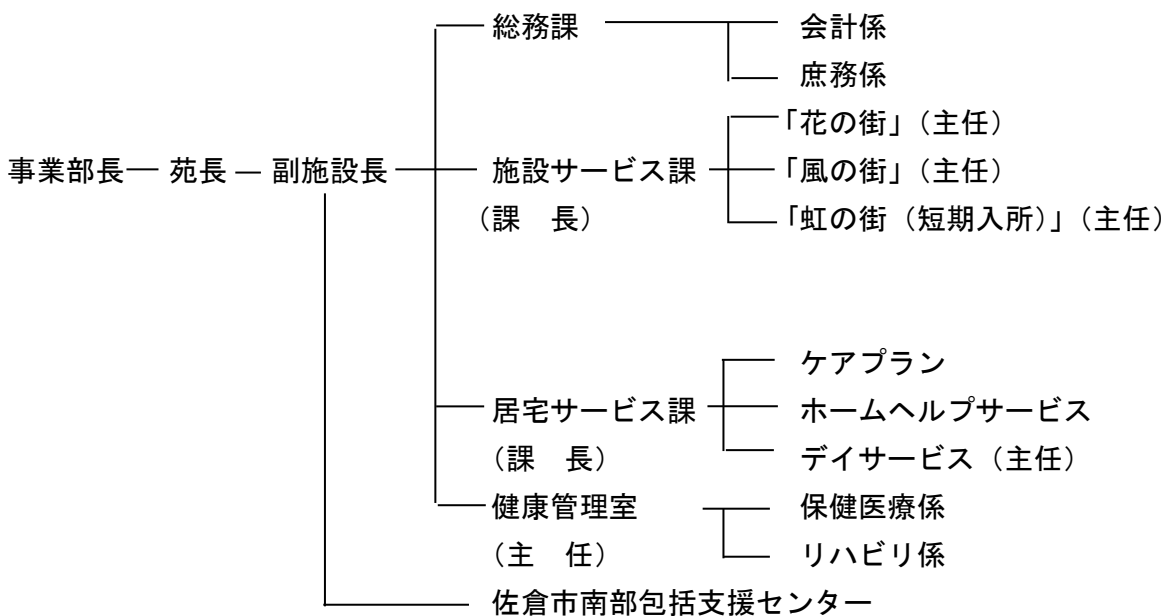 総務課 会計係
庶務係
「花の街」（主任）
事業部長 苑長 副施設長 施設サービス課 「風の街」（主任）
（課　長） 「虹の街（短期入所）」（主任）
ケアプラン
居宅サービス課 ホームヘルプサービス
（課　長） デイサービス（主任）
健康管理室 保健医療係
（主　任） リハビリ係
佐倉市南部包括支援センター